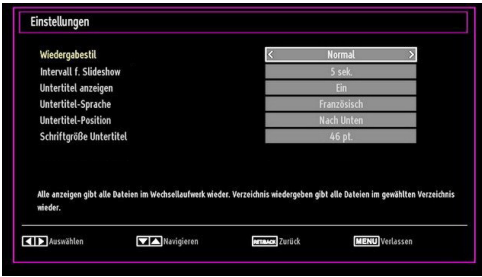 Einstellungen
Wiedergabestil < Normal >
Intervall f. Slideshow 5 sek.
Untertitel anzeigen Ein
Untertitel-Sprache Französisch
Untertitel-Position Nach Unten
Schriftgröße Untertitel 46 pt.
Alle anzeigen gibt alle Dateien im Wechsellaufwerk wieder. Verzeichnis wiedergeben gibt alle Dateien im gewählten Verzeichnis
wieder.
Auswählen Navigieren RET/BACK Zurück MENU Verlassen